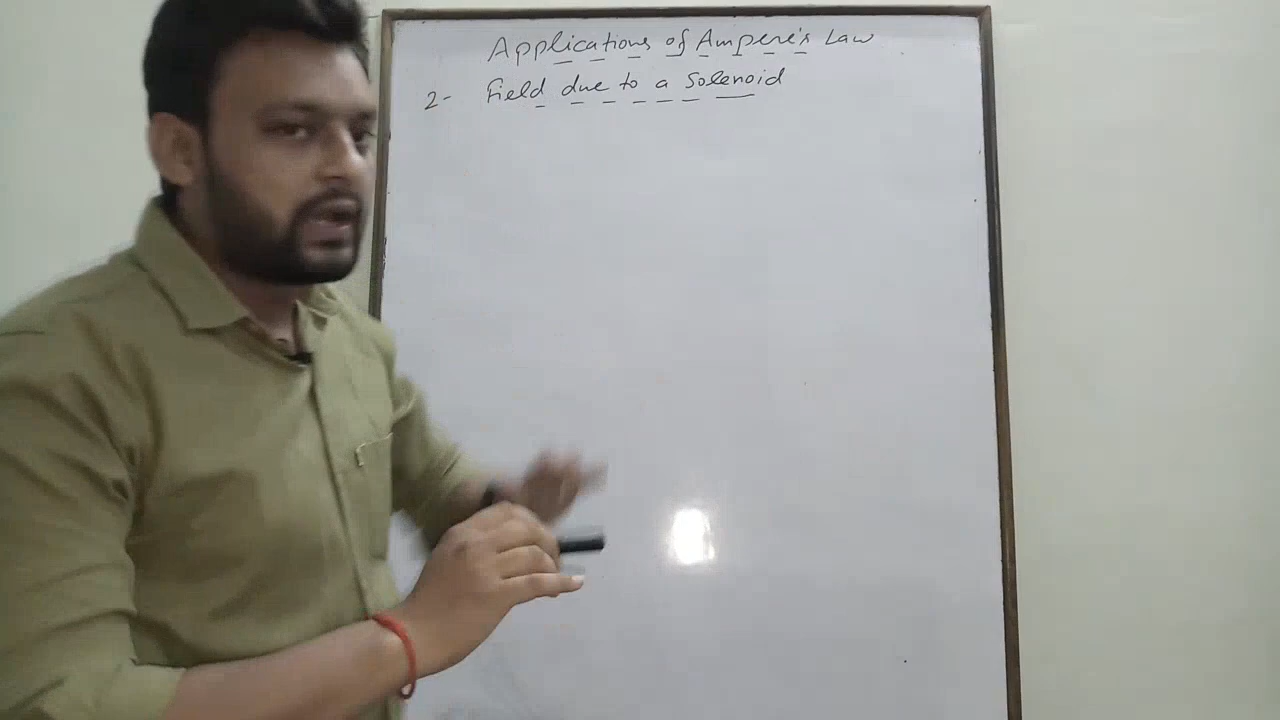 Applications of Ampere's Law
2- Field due to a Solenoid